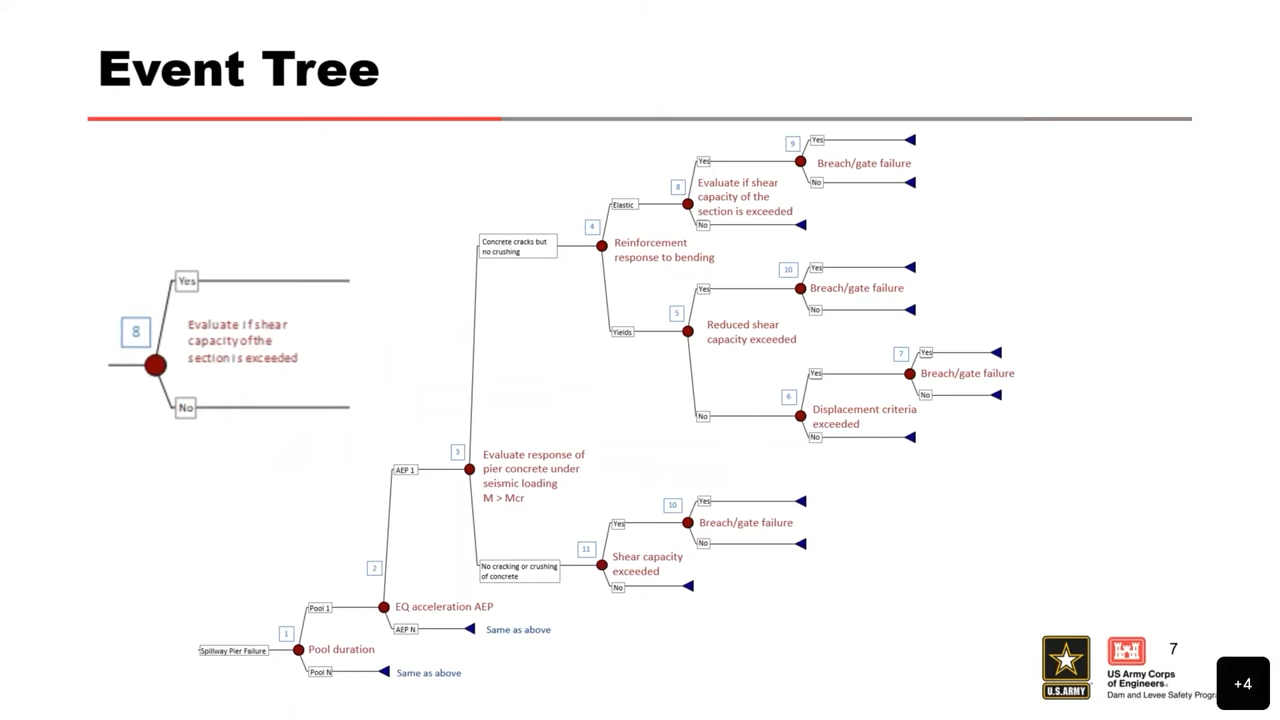 Event Tree
8
Yes
Evaluate if shear
capacity of the
section is exceeded
No
Spillway Pier Failure
1
Pool duration
Pool 1
Pool N
Same as above
2
EQ acceleration AEP
AEP 1
AEP N
Same as above
3
Evaluate response of
pier concrete under
seismic loading
M > Mcr
Concrete cracks but
no crushing
No cracking or crushing
of concrete
4
Reinforcement
response to bending
Elastic
Yields
8
Evaluate if shear
capacity of the
section is exceeded
Yes
No
9
Breach/gate failure
Yes
No
5
Reduced shear
capacity exceeded
Yes
No
10
Breach/gate failure
Yes
No
6
Displacement criteria
exceeded
Yes
No
7
Breach/gate failure
Yes
No
11
Shear capacity
exceeded
Yes
No
10
Breach/gate failure
Yes
No
U.S.ARMY
US Army Corps
of Engineers®
Dam and Levee Safety
7
+4